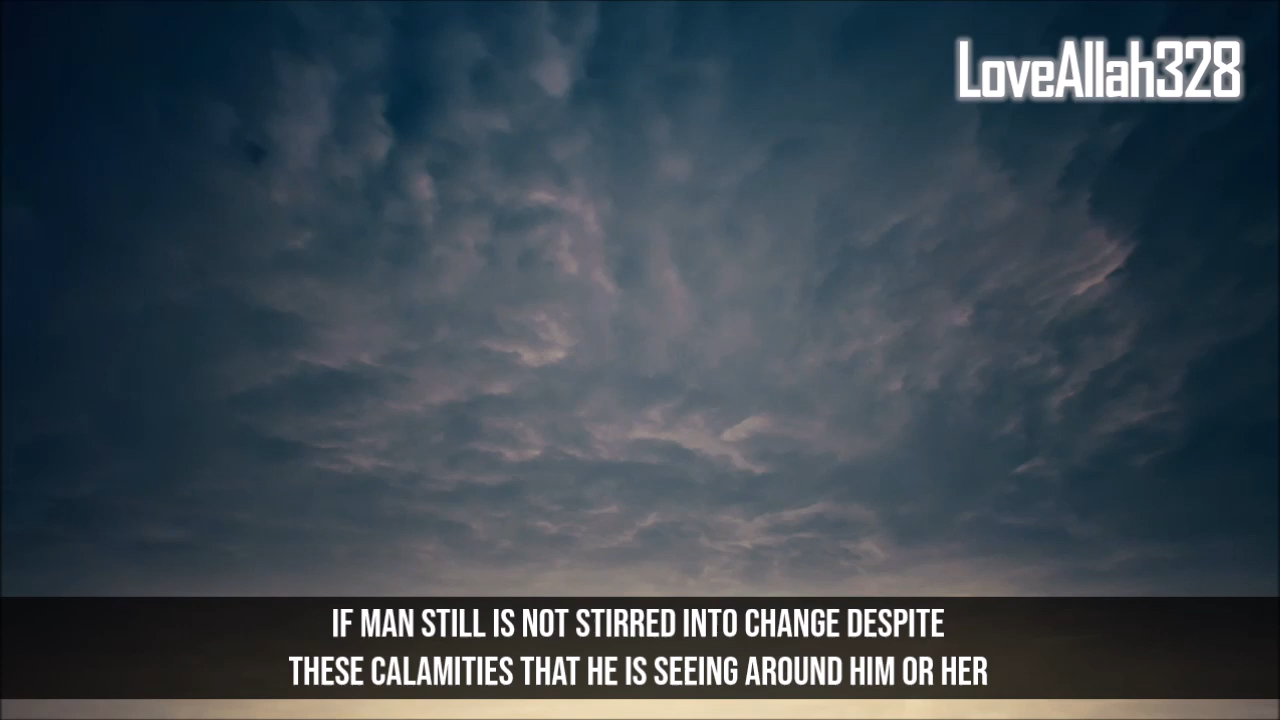 LoveAllah328
IF MAN STILL IS NOT STIRRED INTO CHANGE DESPITE
THESE CALAMITIES THAT HE IS SEEING AROUND HIM OR HER